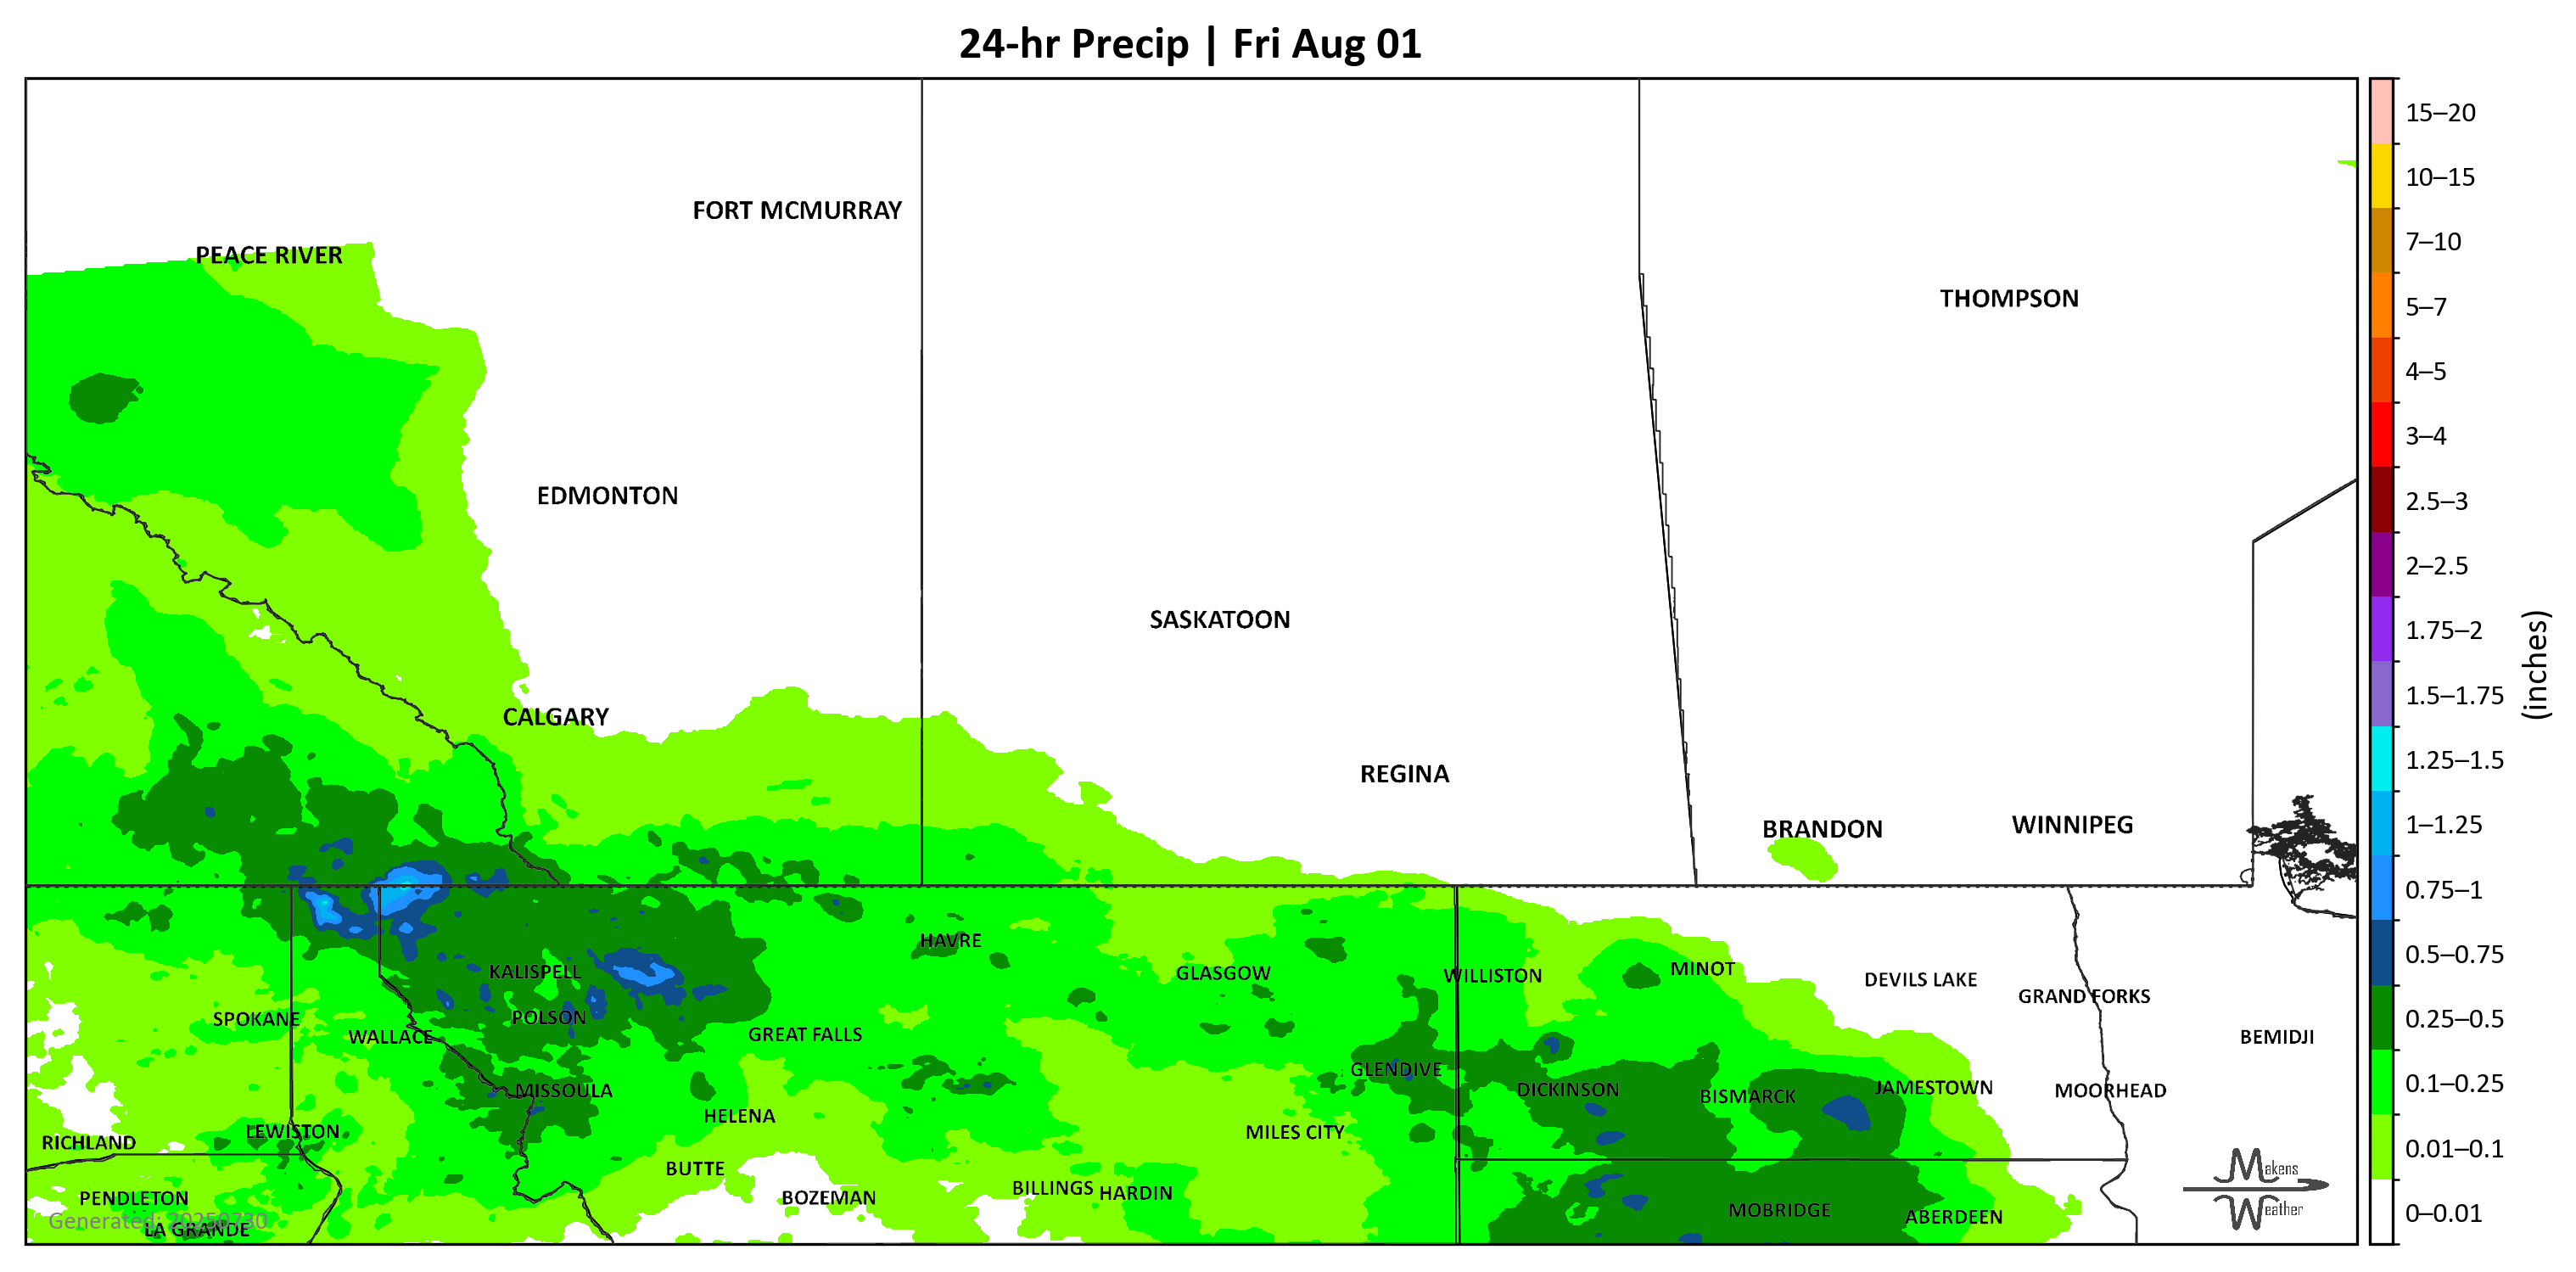 24-hr Precip | Fri Aug 01
15–20
10–15
7–10
5–7
4–5
3–4
2.5–3
2–2.5
1.75–2
1.5–1.75
1.25–1.5
1–1.25
0.75–1
0.5–0.75
0.25–0.5
0.1–0.25
0.01–0.1
0–0.01
(inches)
FORT MCMURRAY
PEACE RIVER
THOMPSON
EDMONTON
SASKATOON
CALGARY
REGINA
BRANDON
WINNIPEG
HAVRE
KALISPELL
GLASGOW
WILLISTON
MINOT
DEVILS LAKE
GRAND FORKS
SPOKANE
POLSON
WALLACE
GREAT FALLS
BEMIDJI
GLENDIVE
MISSOULA
DICKINSON
BISMARCK
JAMESTOWN
MOORHEAD
HELENA
LEWISTON
RICHLAND
MILES CITY
BUTTE
PENDLETON
BOZEMAN
BILLINGS
HARDIN
MOBRIDGE
ABERDEEN
Generated: 20250730
LA GRANDE
Makens
Weather